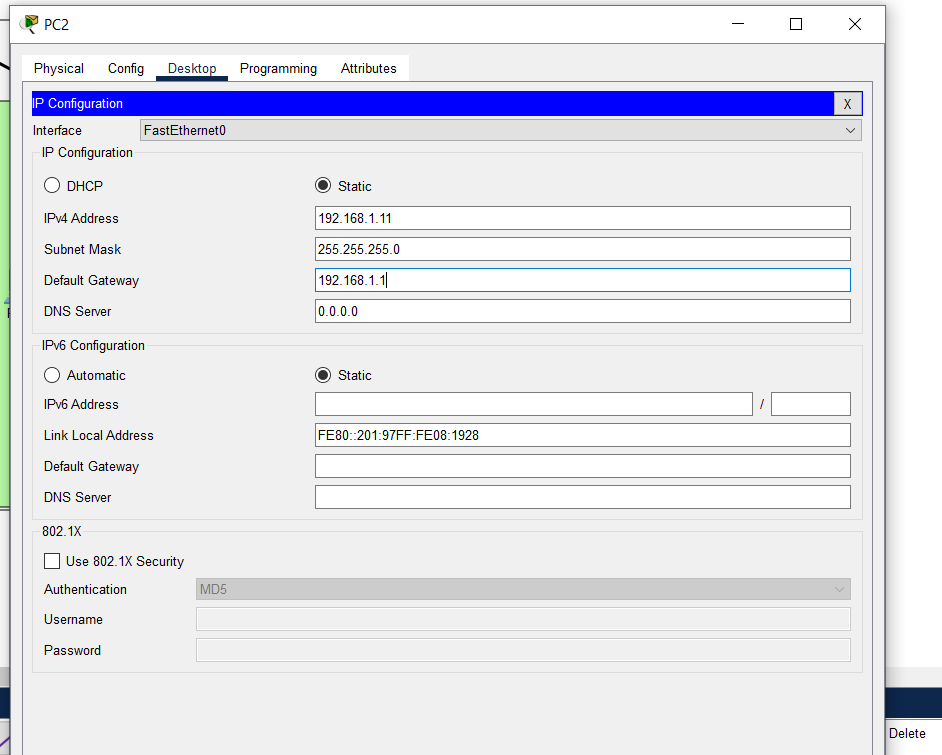 PC2
Physical Config Desktop Programming Attributes
IP Configuration X
Interface FastEthernet0
IP Configuration
DHCP Static
IPv4 Address 192.168.1.11
Subnet Mask 255.255.255.0
Default Gateway 192.168.1.1
DNS Server 0.0.0.0
IPv6 Configuration
Automatic Static
IPv6 Address /
Link Local Address FE80::201:97FF:FE08:1928
Default Gateway
DNS Server
802.1X
Use 802.1X Security
Authentication MD5
Username
Password
Delete